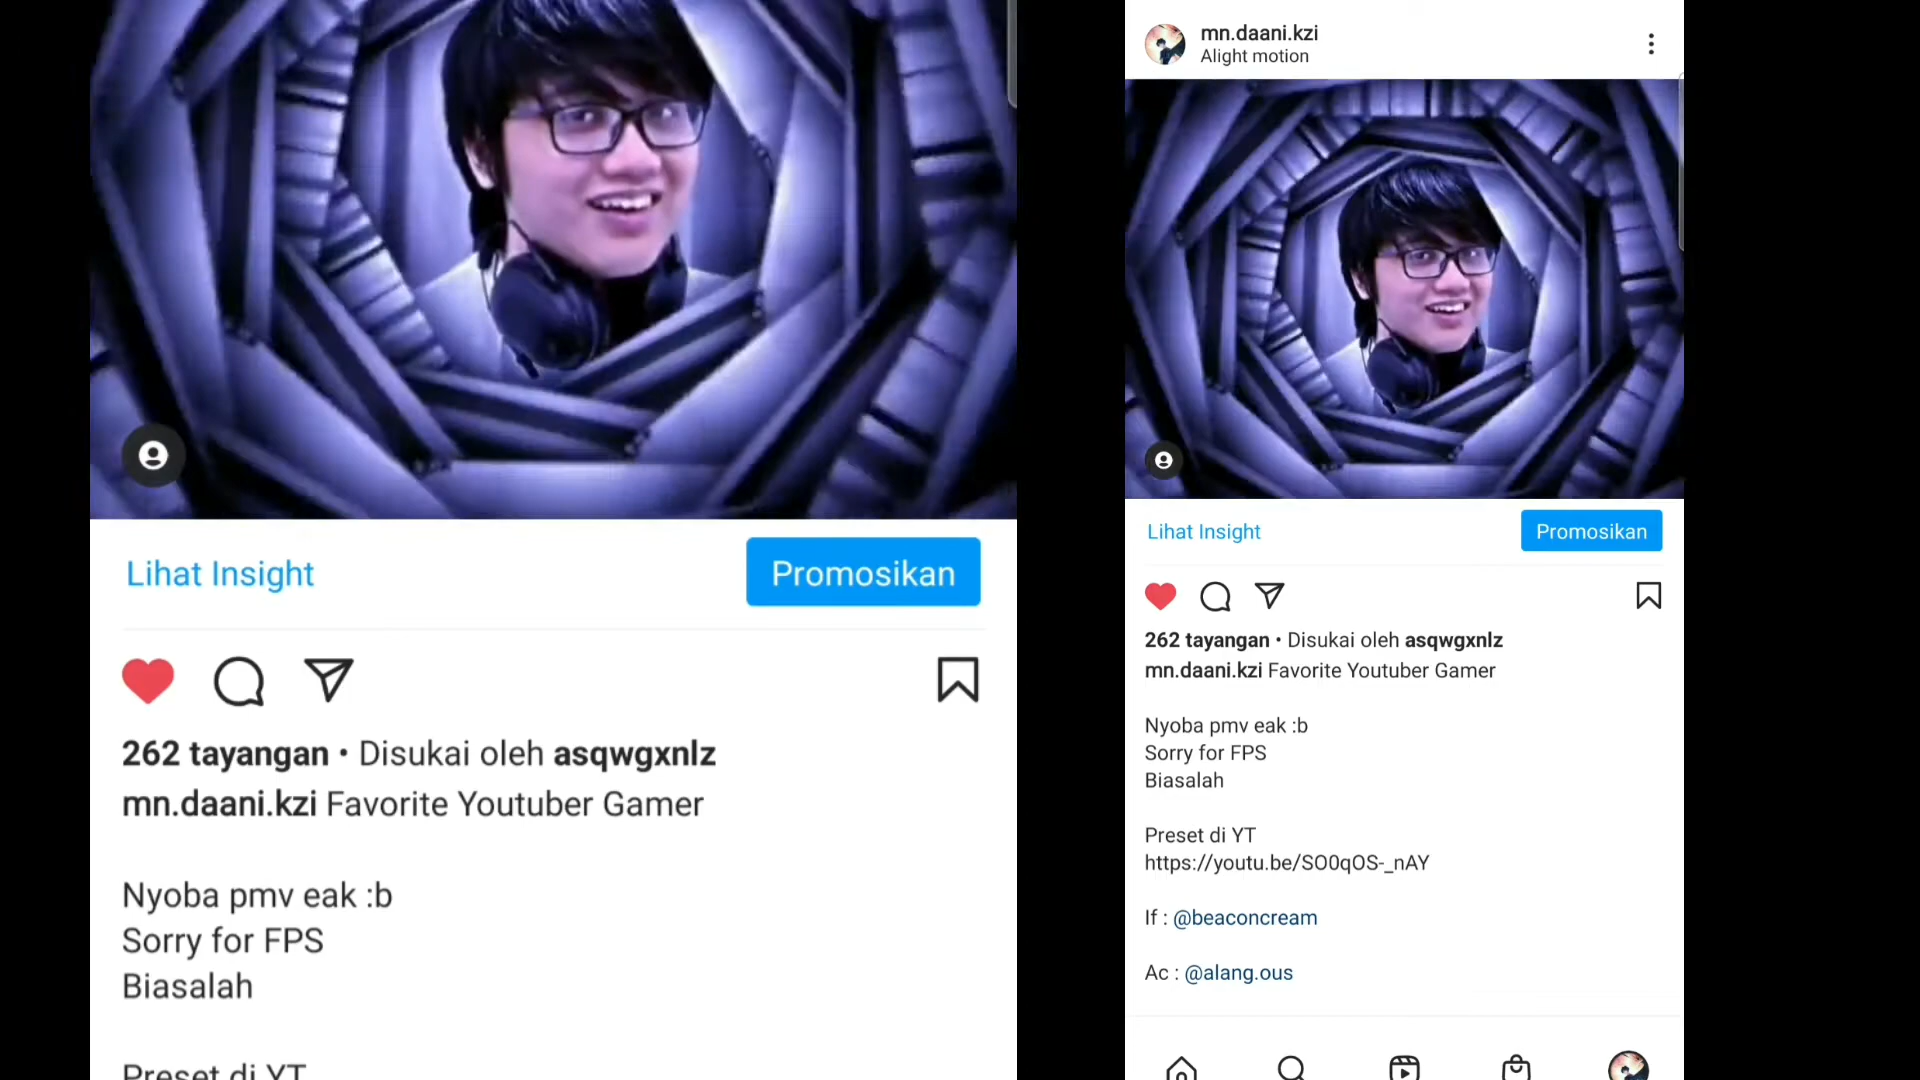 Lihat Insight
Promosikan
262 tayangan • Disukai oleh asqwgxnlz
mn.daani.kzi Favorite Youtuber Gamer
Nyoba pmv eak :b
Sorry for FPS
Biasalah
Preset di YT
mn.daani.kzi
Alight motion
Lihat Insight
Promosikan
262 tayangan • Disukai oleh asqwgxnlz
mn.daani.kzi Favorite Youtuber Gamer
Nyoba pmv eak :b
Sorry for FPS
Biasalah
Preset di YT
https://youtu.be/SO0qOS-_nAY
If : @beaconcream
Ac : @alang.ous